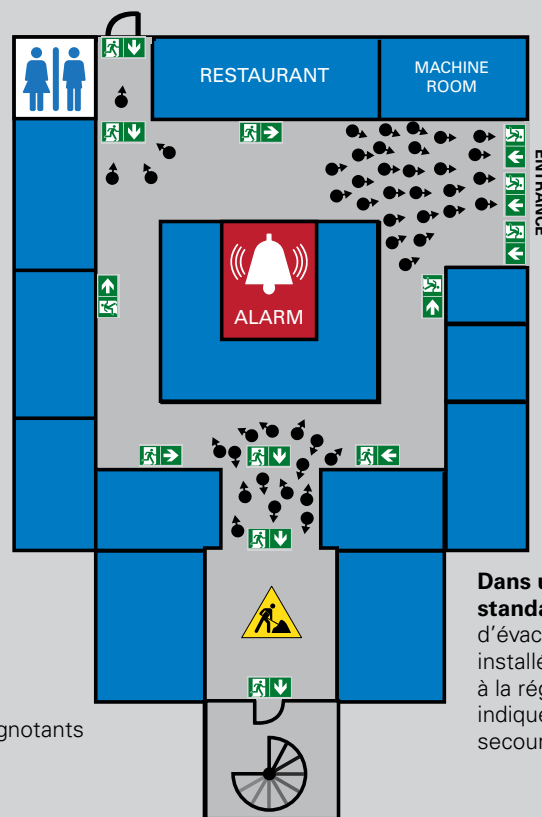 RESTAURANT
MACHINE
ROOM
ENTRANCE
ALARM
Dans u
standa
d'évac
installé
à la rég
indique
secour
gnotants